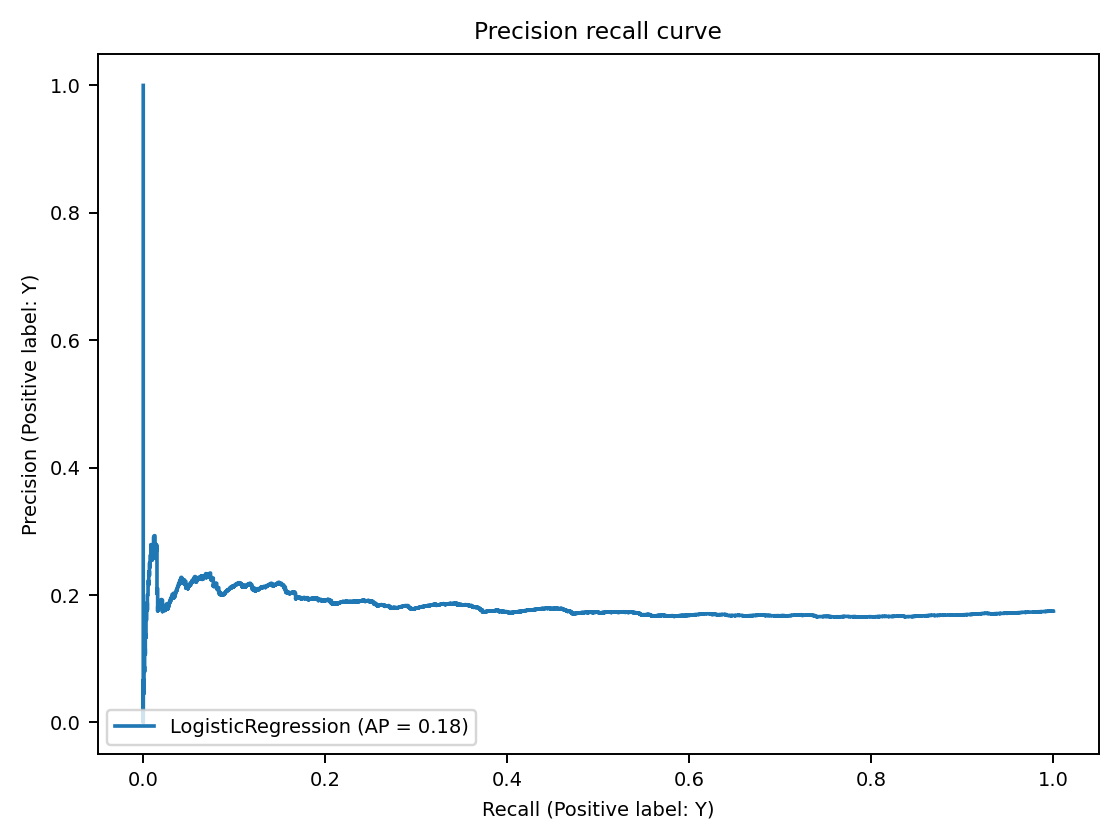 Precision recall curve
Precision (Positive label: Y)
1.0
0.8
0.6
0.4
0.2
0.0
LogisticRegression (AP = 0.18)
0.0 0.2 0.4 0.6 0.8 1.0
Recall (Positive label: Y)